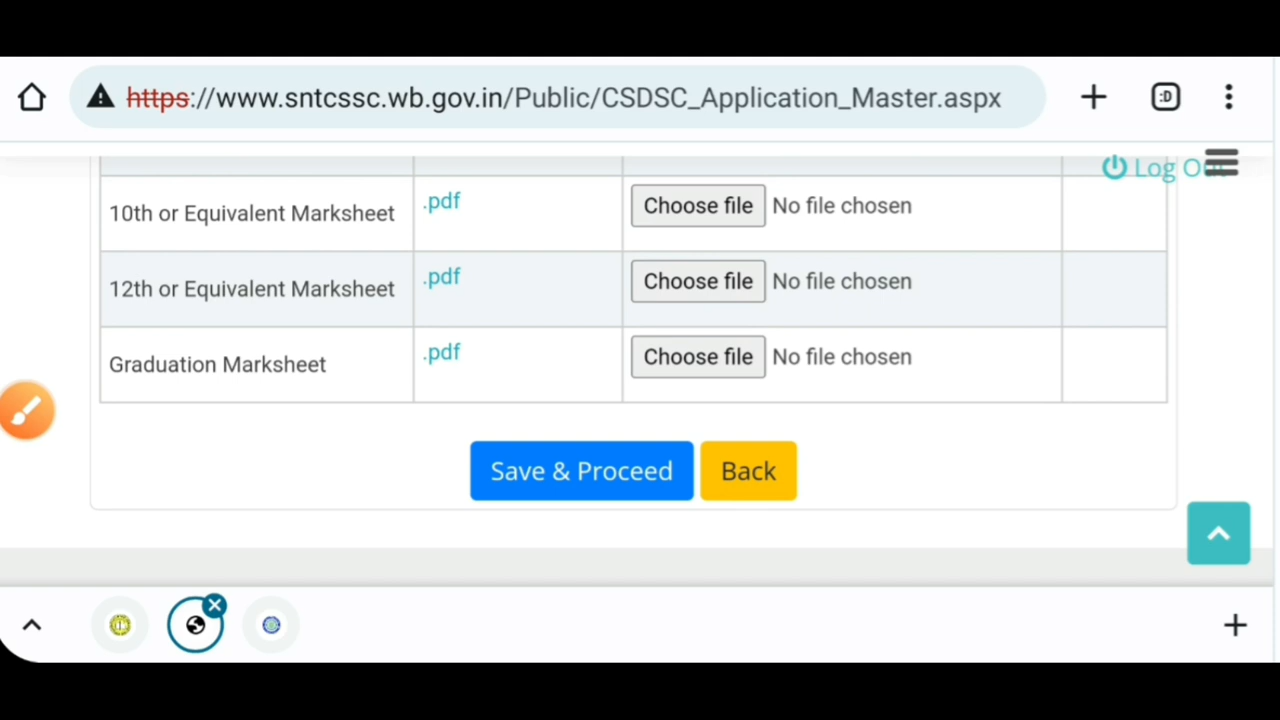 https://www.sntcssc.wb.gov.in/Public/CSDSC_Application_Master.aspx
:D
Log Out
10th or Equivalent Marksheet .pdf Choose file No file chosen
12th or Equivalent Marksheet .pdf Choose file No file chosen
Graduation Marksheet .pdf Choose file No file chosen
Save & Proceed Back